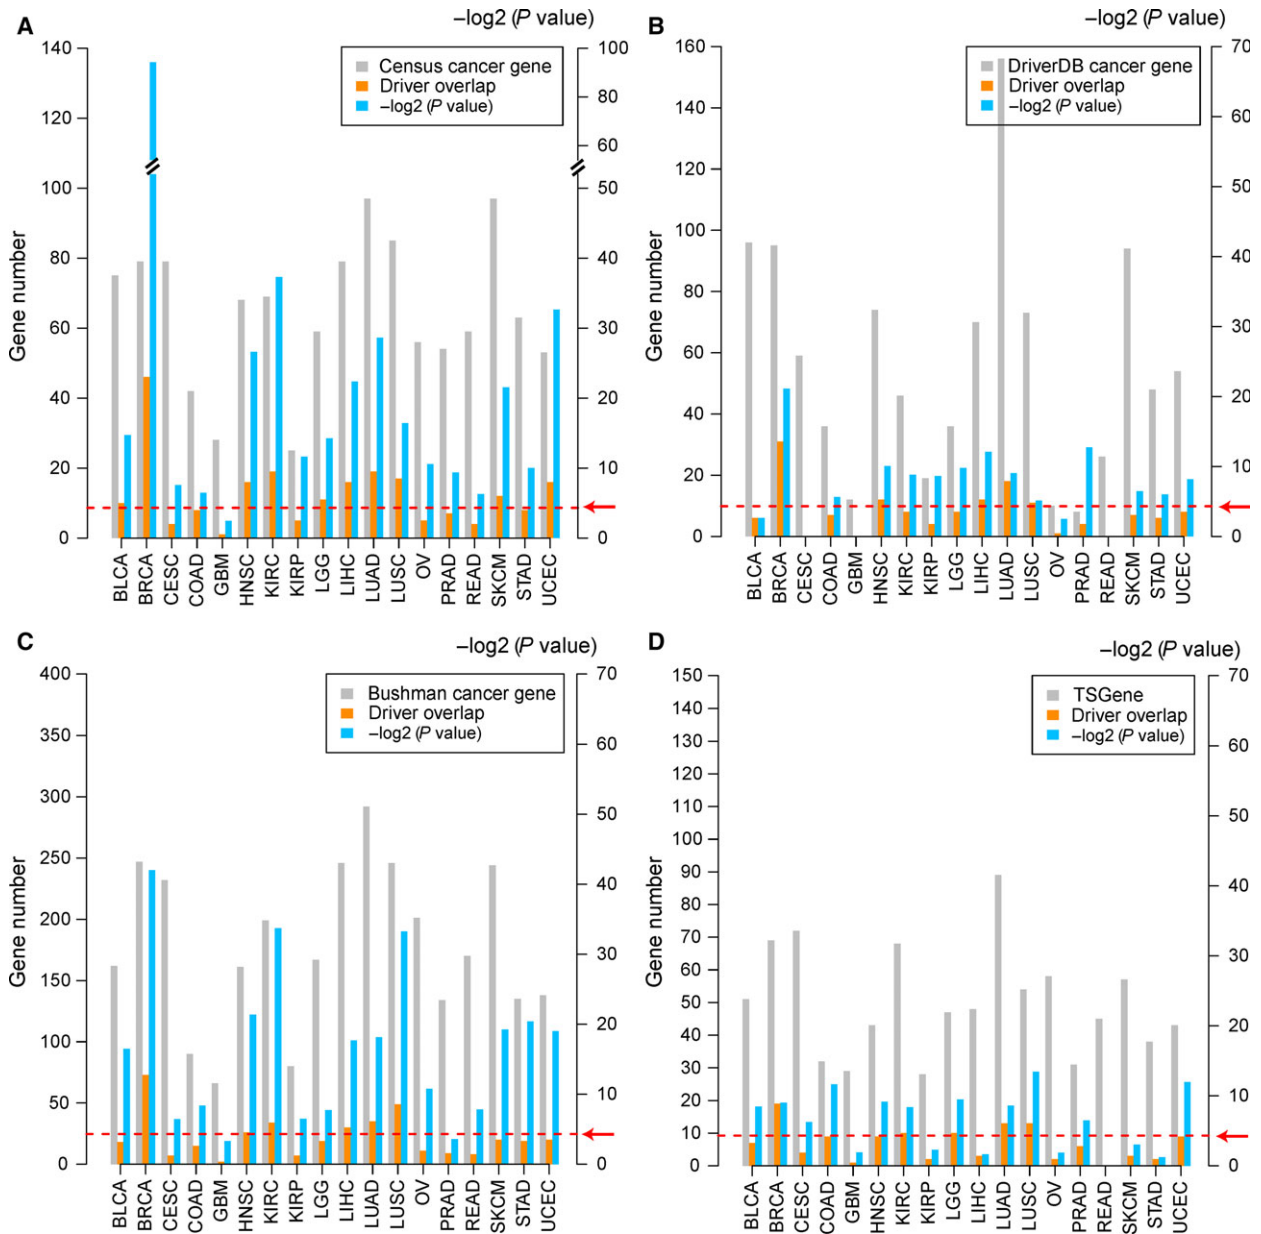 A
–log2 (P value)
140
120
100
80
60
40
20
0
100
80
60
50
40
30
20
10
0
Gene number
Census cancer gene
Driver overlap
–log2 (P value)
BLCA
BRCA
CESC
COAD
GBM
HNSC
KIRC
KIRP
LGG
LIHC
LUAD
LUSC
OV
PRAD
READ
SKCM
STAD
UCEC
B
–log2 (P value)
160
140
120
100
80
60
40
20
0
70
60
50
40
30
20
10
0
Gene number
DriverDB cancer gene
Driver overlap
–log2 (P value)
BLCA
BRCA
CESC
COAD
GBM
HNSC
KIRC
KIRP
LGG
LIHC
LUAD
LUSC
OV
PRAD
READ
SKCM
STAD
UCEC
C
–log2 (P value)
400
350
300
250
200
150
100
50
0
70
60
50
40
30
20
10
0
Gene number
Bushman cancer gene
Driver overlap
–log2 (P value)
BLCA
BRCA
CESC
COAD
GBM
HNSC
KIRC
KIRP
LGG
LIHC
LUAD
LUSC
OV
PRAD
READ
SKCM
STAD
UCEC
D
–log2 (P value)
150
140
130
120
110
100
90
80
70
60
50
40
30
20
10
0
70
60
50
40
30
20
10
0
Gene number
TSGene
Driver overlap
–log2 (P value)
BLCA
BRCA
CESC
COAD
GBM
HNSC
KIRC
KIRP
LGG
LIHC
LUAD
LUSC
OV
PRAD
READ
SKCM
STAD
UCEC